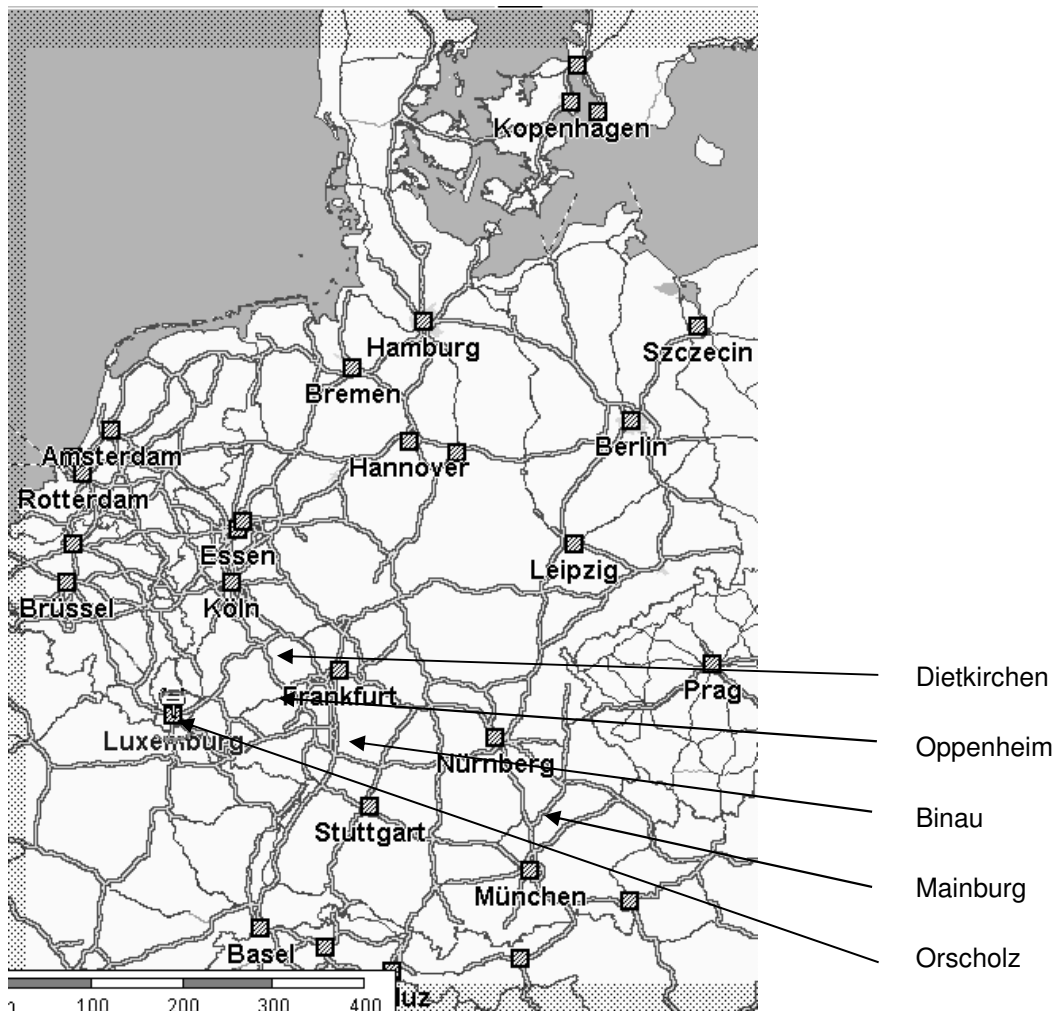 Kopenhagen
Hamburg
Szczecin
Bremen
Berlin
Amsterdam
Hannover
Rotterdam
Essen
Leipzig
Brüssel
Köln
Dietkirchen
Frankfurt
Prag
Luxemburg
Oppenheim
Nürnberg
Binau
Stuttgart
München
Mainburg
Basel
Orscholz
luz
100 200 300 400